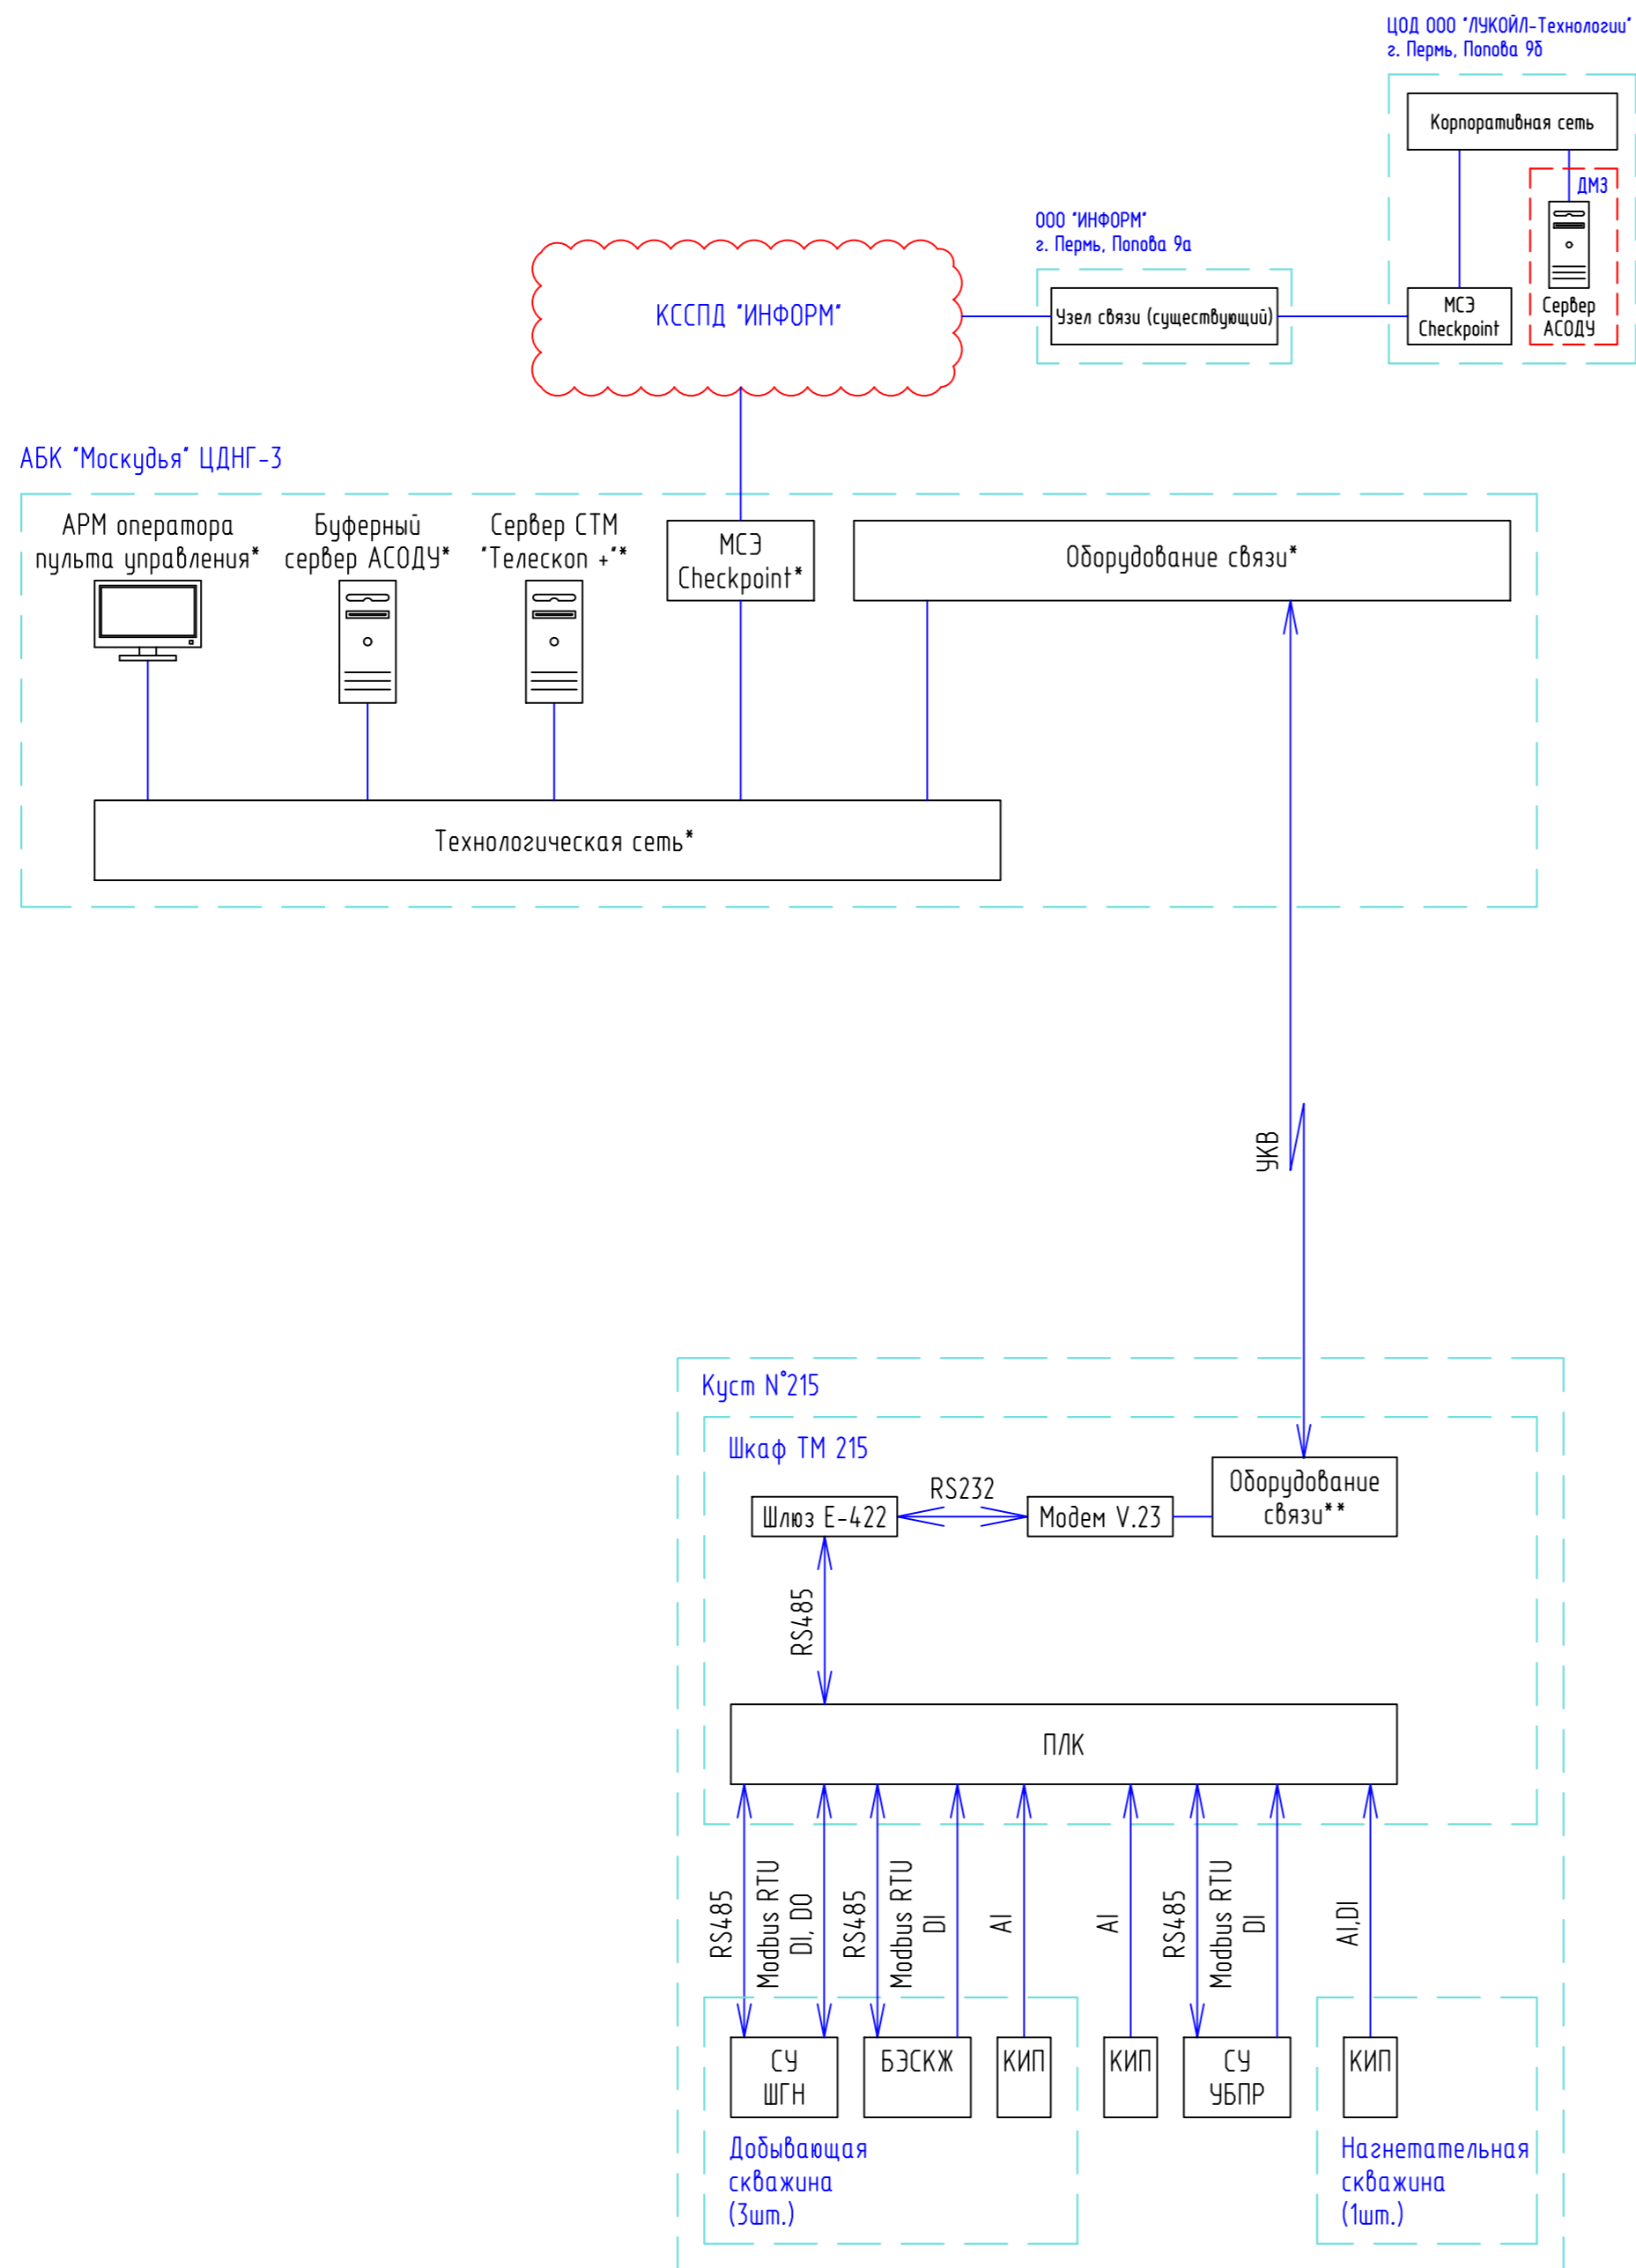 ЦОД ООО "ЛУКОЙЛ-Технологии"
г. Пермь, Попова 9б
Корпоративная сеть
ДМЗ
МСЭ
Checkpoint
Сервер
АСОДУ
ООО "ИНФОРМ"
г. Пермь, Попова 9а
Узел связи (существующий)
КССПД "ИНФОРМ"
АБК "Москудья" ЦДНГ-3
АРМ оператора
пульта управления*
Буферный
сервер АСОДУ*
Сервер СТМ
"Телескоп +"*
МСЭ
Checkpoint*
Оборудование связи*
Технологическая сеть*
УКВ
Куст №215
Шкаф ТМ 215
Шлюз Е-422
RS232
Модем V.23
Оборудование
связи**
RS485
ПЛК
RS485
Modbus RTU
DI, DO
RS485
Modbus RTU
DI
AI
AI
RS485
Modbus RTU
DI
AI,DI
СУ
ШГН
БЭСКЖ
КИП
КИП
СУ
УБПР
КИП
Добывающая
скважина
(3шт.)
Нагнетательная
скважина
(1шт.)